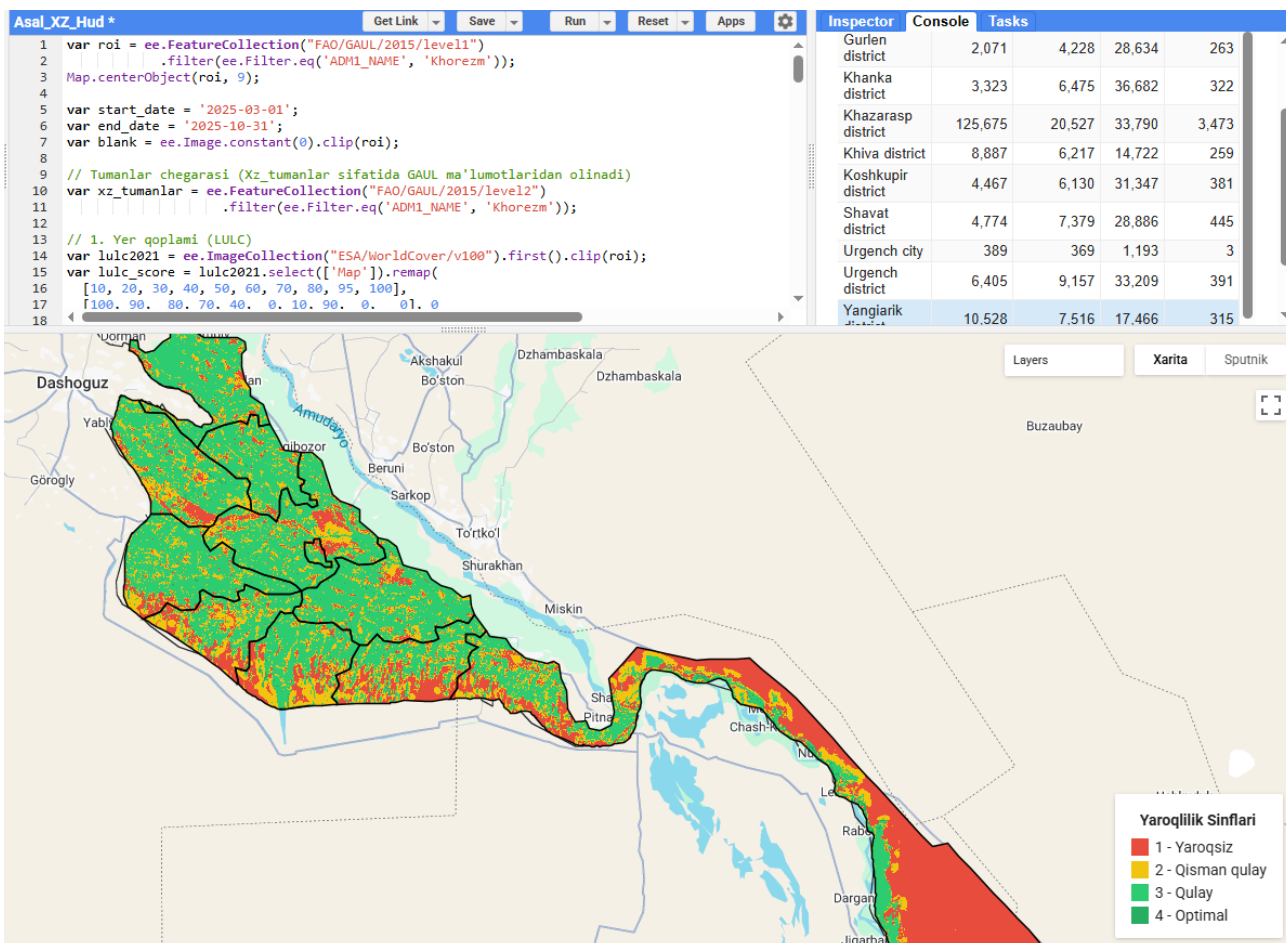 Asal_XZ_Hud *
Get Link
Save
Run
Reset
Apps
1 var roi = ee.FeatureCollection("FAO/GAUL/2015/level1")
2 .filter(ee.Filter.eq('ADM1_NAME', 'Khorezm'));
3 Map.centerObject(roi, 9);
4
5 var start_date = '2025-03-01';
6 var end_date = '2025-10-31';
7 var blank = ee.Image.constant(0).clip(roi);
8
9 // Tumanlar chegarasi (Xz_tumanlar sifatida GAUL ma'lumotlaridan olinadi)
10 var xz_tumanlar = ee.FeatureCollection("FAO/GAUL/2015/level2")
11 .filter(ee.Filter.eq('ADM1_NAME', 'Khorezm'));
12
13 // 1. Yer qoplami (LULC)
14 var lulc2021 = ee.ImageCollection("ESA/WorldCover/v100").first().clip(roi);
15 var lulc_score = lulc2021.select(['Map']).remap(
16 [10, 20, 30, 40, 50, 60, 70, 80, 95, 100],
17 [100, 90, 80, 70, 40, 0, 10, 90, 0, 0], 0
18
Inspector
Console
Tasks
Gurlen district 2,071 4,228 28,634 263
Khanka district 3,323 6,475 36,682 322
Khazarasp district 125,675 20,527 33,790 3,473
Khiva district 8,887 6,217 14,722 259
Koshkupir district 4,467 6,130 31,347 381
Shavat district 4,774 7,379 28,886 445
Urgench city 389 369 1,193 3
Urgench district 6,405 9,157 33,209 391
Yangiarik district 10,528 7,516 17,466 315
Layers
Xarita
Sputnik
Dashoguz
Akshakul
Bo'ston
Dzhambaskala
Dzhambaskala
Amudaryo
Buzaubay
Bo'ston
Beruni
Görogly
Sarkop
To'rtko'l
Shurakhan
Miskin
Pitna
Yaroqlilik Sinflari
1 - Yaroqsiz
2 - Qisman qulay
3 - Qulay
4 - Optimal